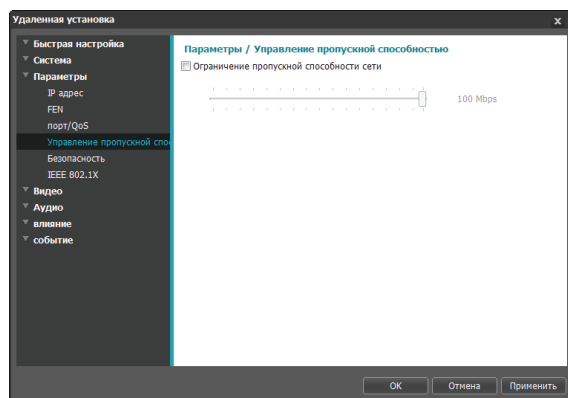 Удаленная установка
x
Быстрая настройка
Система
Параметры
IP адрес
FEN
порт/QoS
Управление пропускной спо
Безопасность
IEEE 802.1X
Видео
Аудио
влияние
событие
Параметры / Управление пропускной способностью
Ограничение пропускной способности сети
100 Mbps
OK
Отмена
Применить